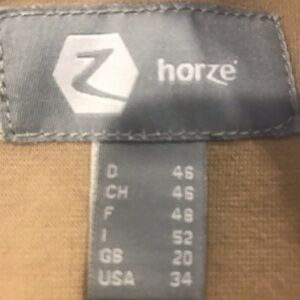 Z horze
D 46
CH 46
F 48
I 52
GB 20
USA 34